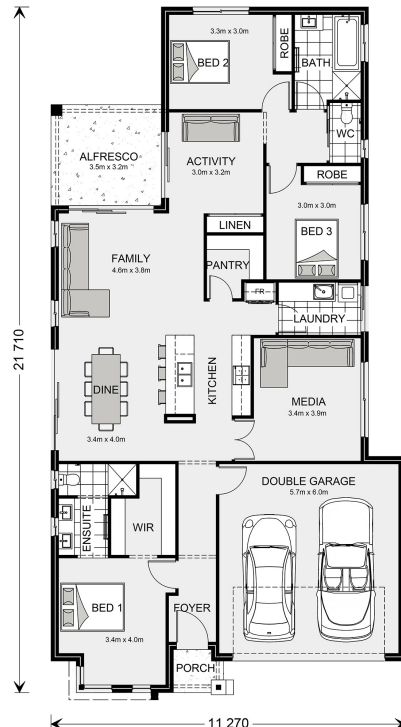 3.3m x 3.0m
BED 2
ROBE
BATH
WC
ALFRESCO
3.5m x 3.2m
ACTIVITY
3.0m x 3.2m
ROBE
3.0m x 3.0m
BED 3
LINEN
FAMILY
4.6m x 3.8m
PANTRY
FR
LAUNDRY
21 710
KITCHEN
MEDIA
3.4m x 3.9m
DINE
3.4m x 4.0m
DOUBLE GARAGE
5.7m x 6.0m
ENSUITE
WIR
BED 1
3.4m x 4.0m
FOYER
PORCH
11 270